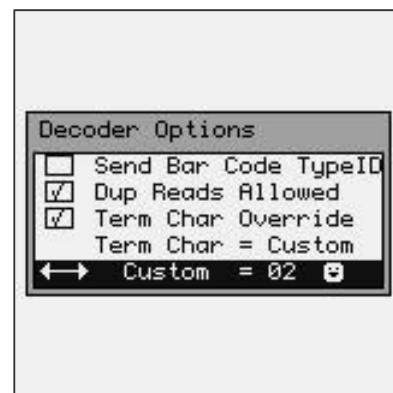 Decoder Options
Send Bar Code TypeID
Dup Reads Allowed
Term Char Override
Term Char = Custom
Custom = 02 ☻